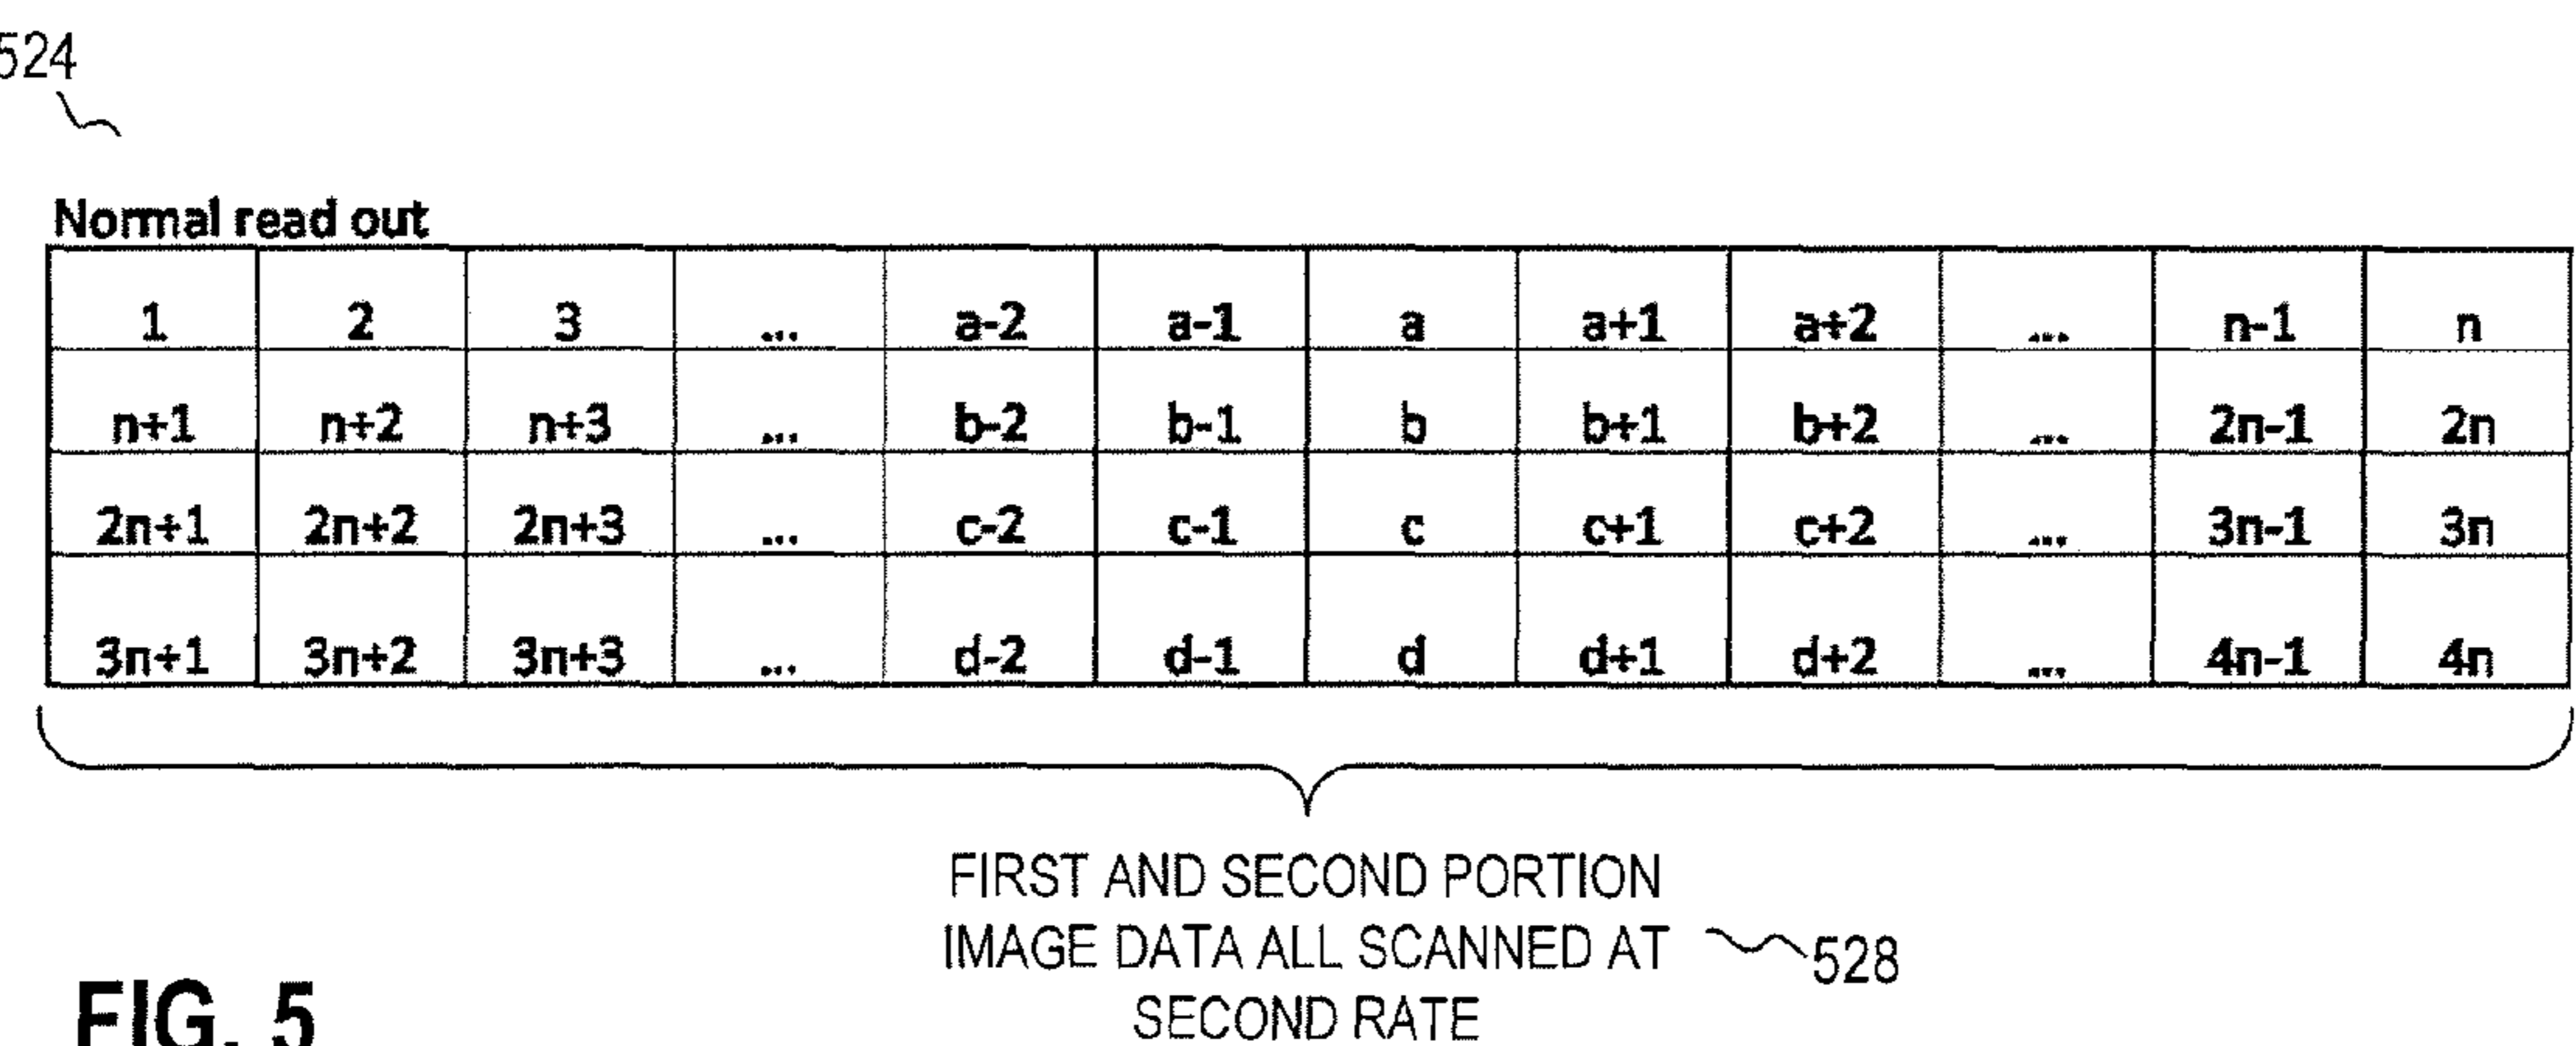 524
Normal read out
1 2 3 ... a-2 a-1 a a+1 a+2 ... n-1 n
n+1 n+2 n+3 ... b-2 b-1 b b+1 b+2 ... 2n-1 2n
2n+1 2n+2 2n+3 ... c-2 c-1 c c+1 c+2 ... 3n-1 3n
3n+1 3n+2 3n+3 ... d-2 d-1 d d+1 d+2 ... 4n-1 4n
FIRST AND SECOND PORTION
IMAGE DATA ALL SCANNED AT 528
SECOND RATE
FIG. 5